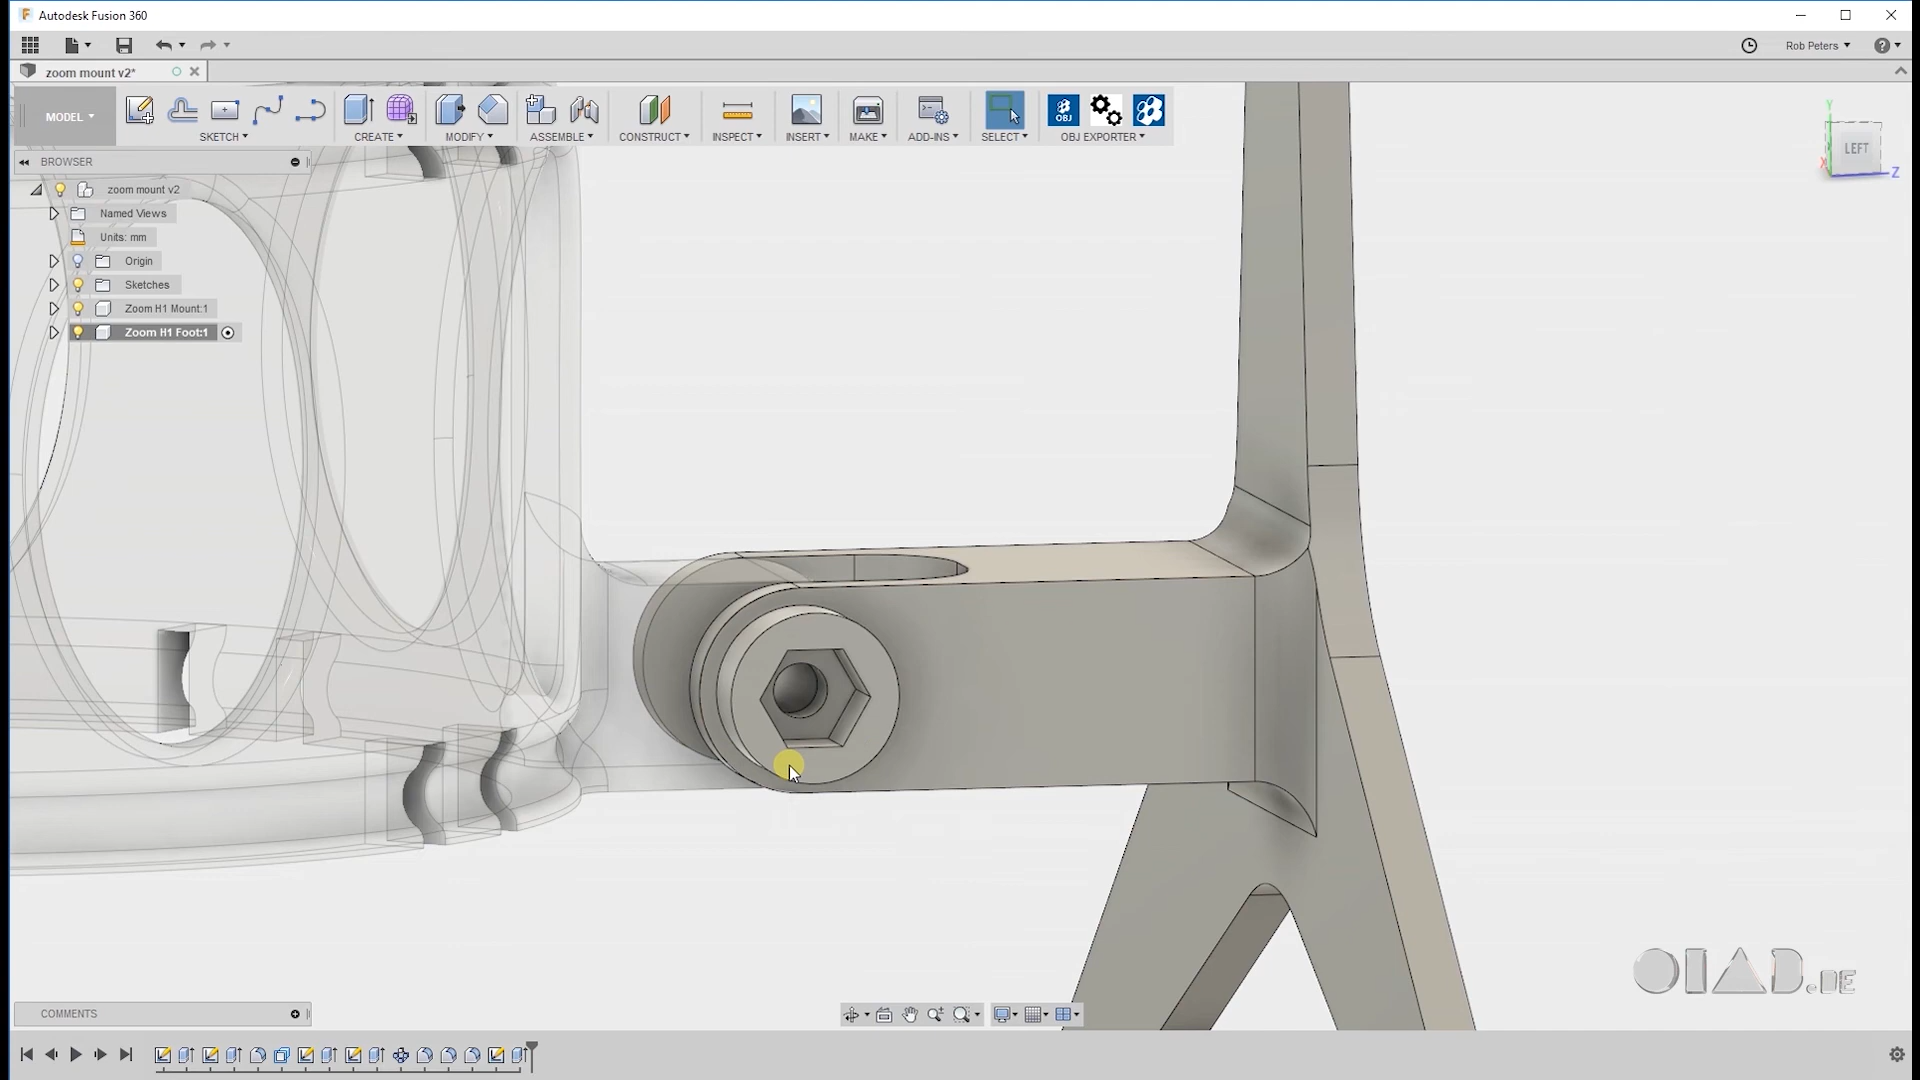 Autodesk Fusion 360
Rob Peters
zoom mount v2*
MODEL
SKETCH
CREATE
MODIFY
ASSEMBLE
CONSTRUCT
INSPECT
INSERT
MAKE
ADD-INS
SELECT
OBJ EXPORTER
OBJ
Y
LEFT
X
Z
BROWSER
zoom mount v2
Named Views
Units: mm
Origin
Sketches
Zoom H1 Mount:1
Zoom H1 Foot:1
OIAD.DE
COMMENTS